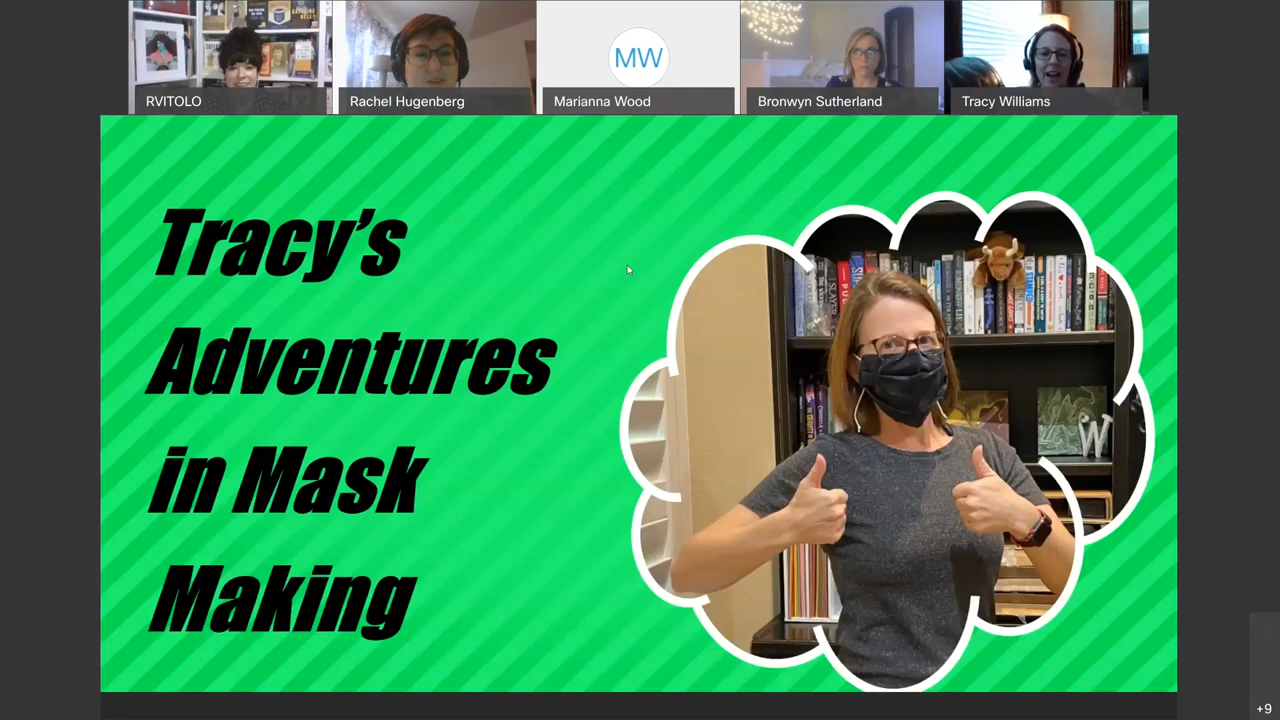 RVITOLO
Rachel Hugenberg
MW
Marianna Wood
Bronwyn Sutherland
Tracy Williams
Tracy's
Adventures
in Mask
Making
W
+9